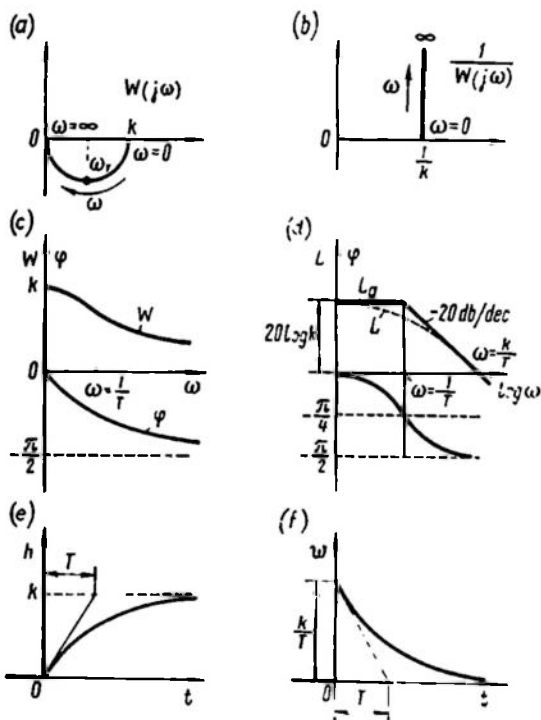 (a)
W(jω)
0
ω=∞
k
ω_r
ω=0
ω
(b)
∞
1/W(jω)
ω
0
ω=0
1/k
(c)
W φ
k
W
0
ω=1/T
ω
φ
π/2
(d)
L φ
L_a
L
-20 db/dec
20 log k
ω=k/T
ω=1/T
log ω
π/4
π/2
(e)
h
T
k
0
t
(f)
w
k/T
0
T
t